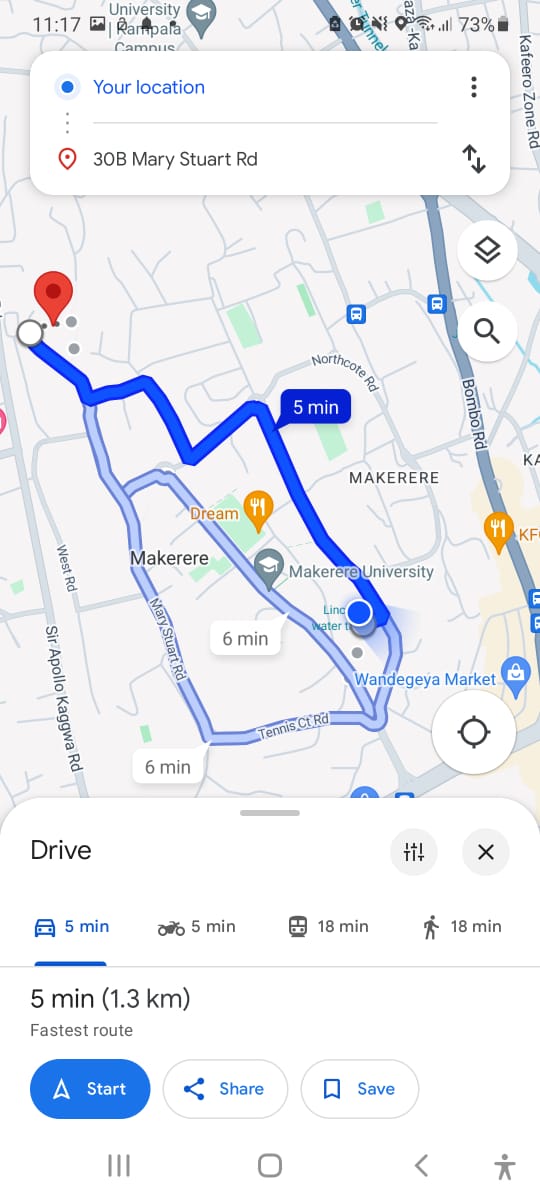 University
Kampala
Campus
11:17
2
73%
Kafeero Zone Rd
Your location
30B Mary Stuart Rd
Northcote Rd
5 min
Bombo Rd
MAKERERE
Dream
KF
Makerere
Makerere University
West Rd
water t
6 min
Mary Stuart Rd
Sir Apollo Kaggwa Rd
Wandegeya Market
Tennis Ct Rd
6 min
Drive
5 min
5 min
18 min
18 min
5 min (1.3 km)
Fastest route
Start
Share
Save